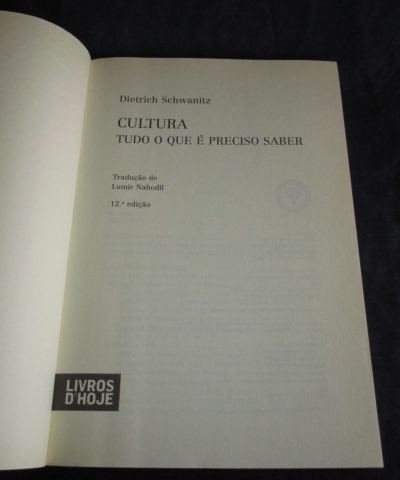 Dietrich Schwanitz
CULTURA
TUDO O QUE É PRECISO SABER
Tradução de
Lumir Nahodil
12.ª edição
LIVROS
D'HOJE